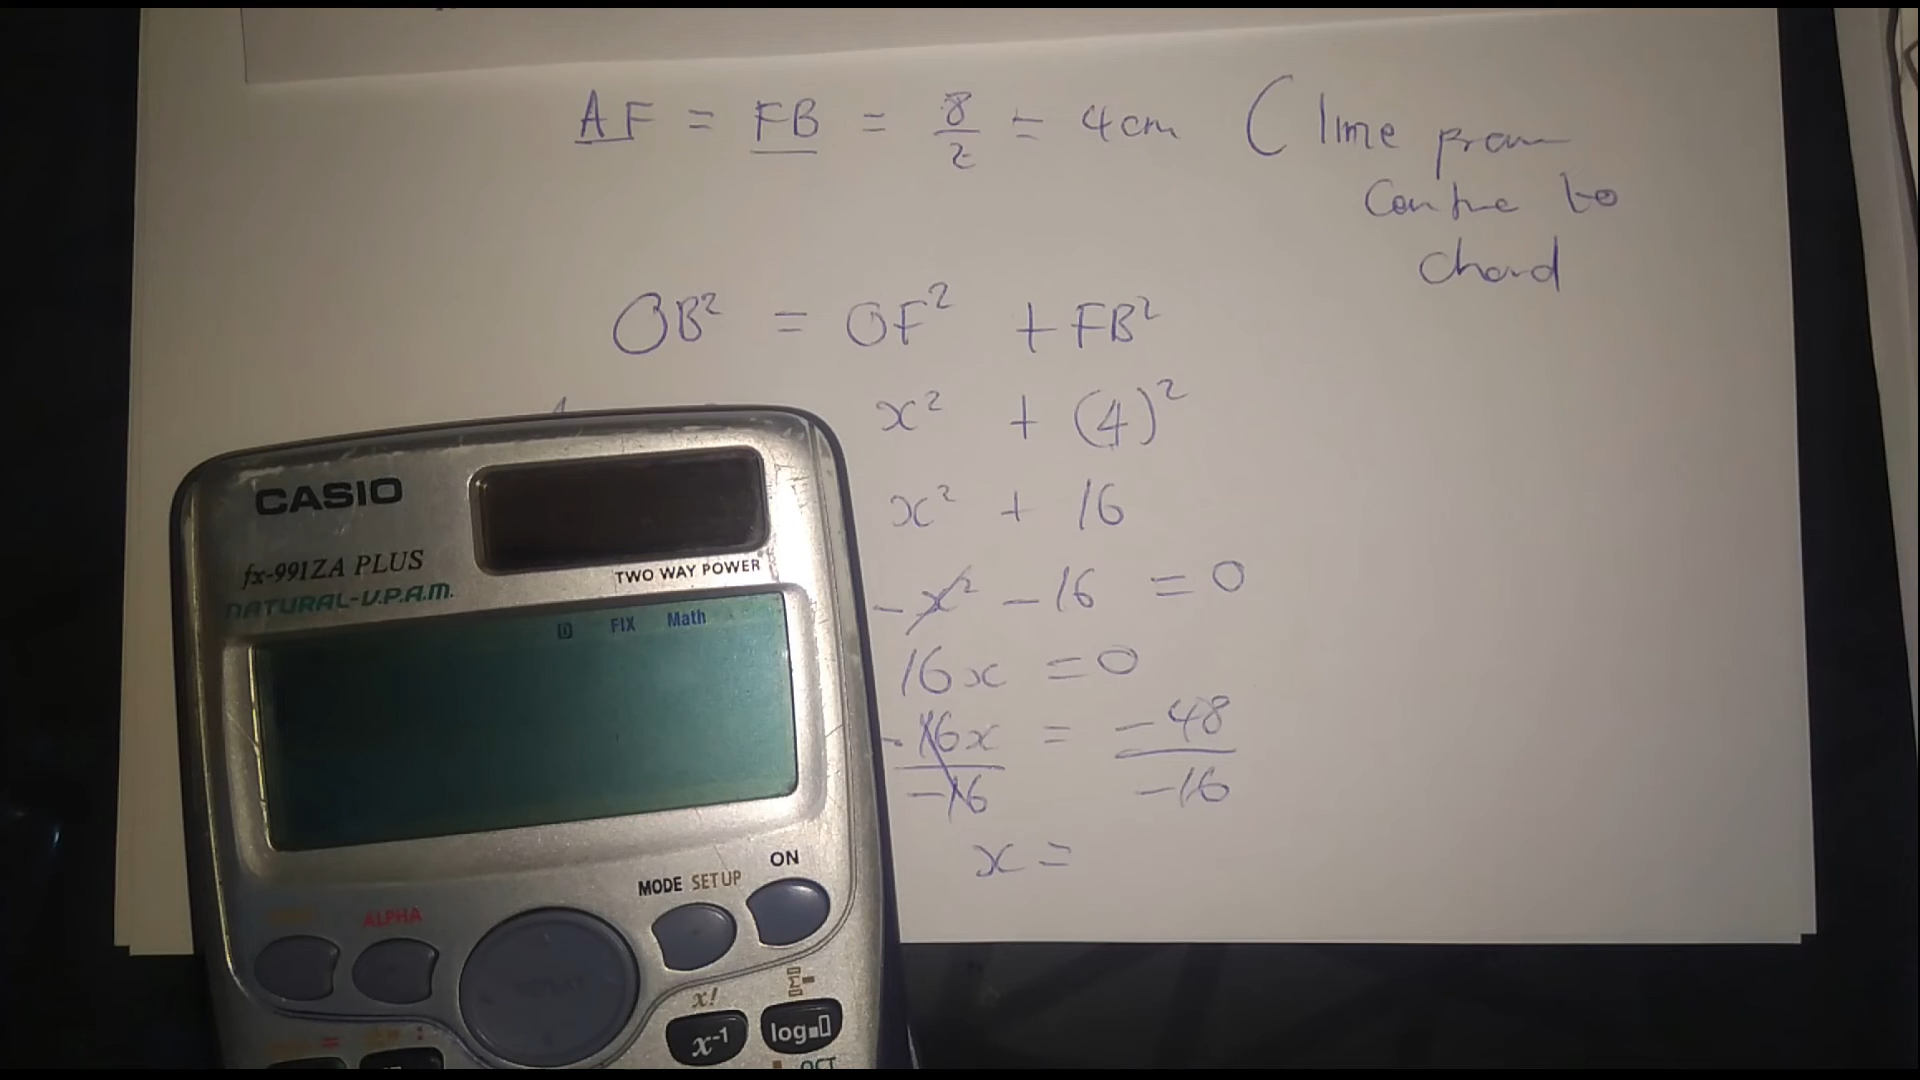 AF = FB = 8/2 = 4cm ( line from
centre to
chord
OB² = OF² + FB²
x² + (4)²
x² + 16
- x² - 16 = 0
16x = 0
-16x/-16 = -48/-16
x =
CASIO
fx-991ZA PLUS
NATURAL-V.P.A.M.
TWO WAY POWER
D FIX Math
ON
MODE SETUP
ALPHA
x!
x⁻¹
log
OCT